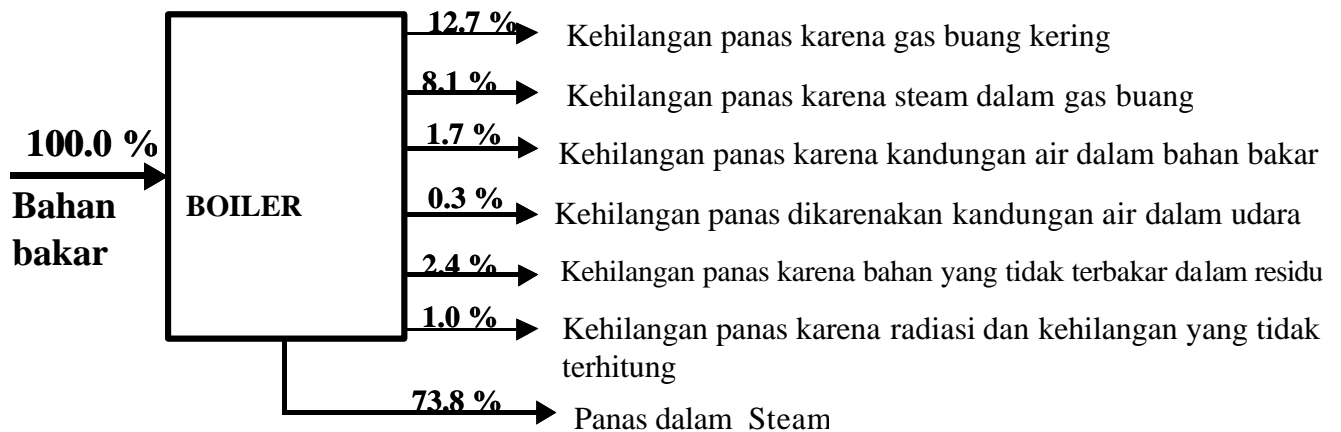 12.7 %
Kehilangan panas karena gas buang kering
8.1 %
Kehilangan panas karena steam dalam gas buang
100.0 %
1.7 %
Kehilangan panas karena kandungan air dalam bahan bakar
Bahan
bakar
BOILER
0.3 %
Kehilangan panas dikarenakan kandungan air dalam udara
2.4 %
Kehilangan panas karena bahan yang tidak terbakar dalam residu
1.0 %
Kehilangan panas karena radiasi dan kehilangan yang tidak
terhitung
73.8 %
Panas dalam Steam